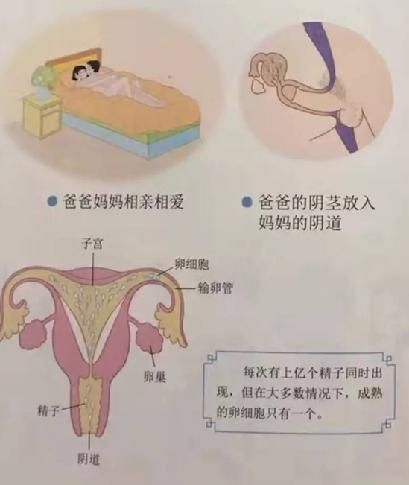 ● 爸爸妈妈相亲相爱
● 爸爸的阴茎放入
妈妈的阴道
子宫
卵细胞
输卵管
卵巢
精子
阴道
每次有上亿个精子同时出
现，但在大多数情况下，成熟
的卵细胞只有一个。